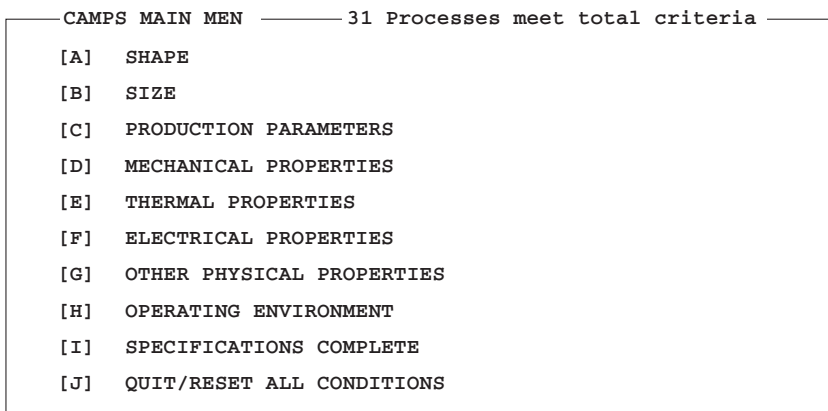 CAMPS MAIN MEN 31 Processes meet total criteria
[A] SHAPE
[B] SIZE
[C] PRODUCTION PARAMETERS
[D] MECHANICAL PROPERTIES
[E] THERMAL PROPERTIES
[F] ELECTRICAL PROPERTIES
[G] OTHER PHYSICAL PROPERTIES
[H] OPERATING ENVIRONMENT
[I] SPECIFICATIONS COMPLETE
[J] QUIT/RESET ALL CONDITIONS